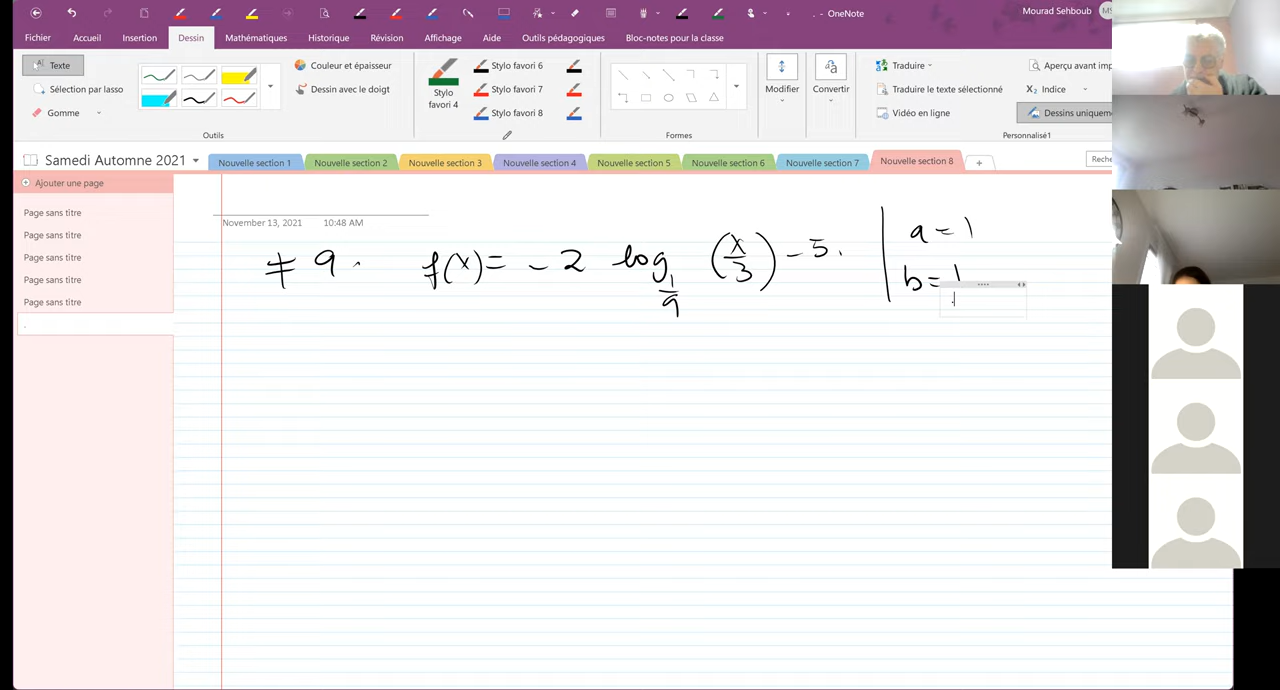 - OneNote
Mourad Sehboub
MS
Fichier Accueil Insertion Dessin Mathématiques Historique Révision Affichage Aide Outils pédagogiques Bloc-notes pour la classe
Texte
Sélection par lasso
Gomme
Outils
Stylo favori 4
Couleur et épaisseur
Dessin avec le doigt
Stylo favori 6
Stylo favori 7
Stylo favori 8
Formes
Modifier
Convertir
Traduire
Traduire le texte sélectionné
Vidéo en ligne
Aperçu avant imp
Indice
Dessins uniqueme
Personnalisé1
Samedi Automne 2021
Nouvelle section 1 Nouvelle section 2 Nouvelle section 3 Nouvelle section 4 Nouvelle section 5 Nouvelle section 6 Nouvelle section 7 Nouvelle section 8 +
Reche
Ajouter une page
Page sans titre
Page sans titre
Page sans titre
Page sans titre
Page sans titre
November 13, 2021 10:48 AM
≠ 9. f(x) = -2 log_{1/9} (x/3) - 5.
a = 1
b = 1